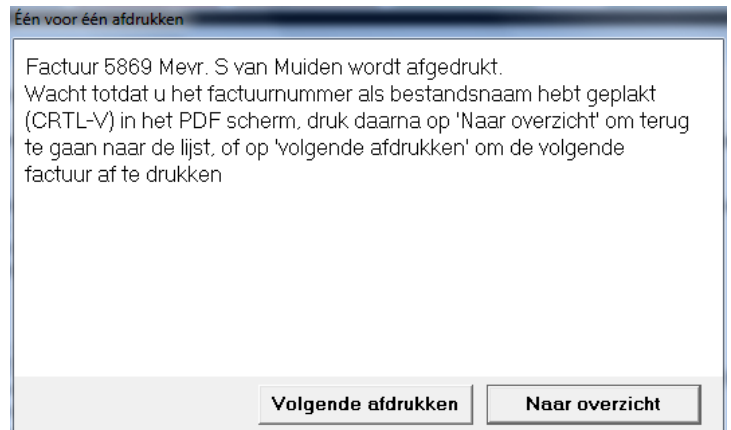 Één voor één afdrukken
Factuur 5869 Mevr. S van Muiden wordt afgedrukt.
Wacht totdat u het factuurnummer als bestandsnaam hebt geplakt
(CRTL-V) in het PDF scherm, druk daarna op 'Naar overzicht' om terug
te gaan naar de lijst, of op 'volgende afdrukken' om de volgende
factuur af te drukken
Volgende afdrukken
Naar overzicht